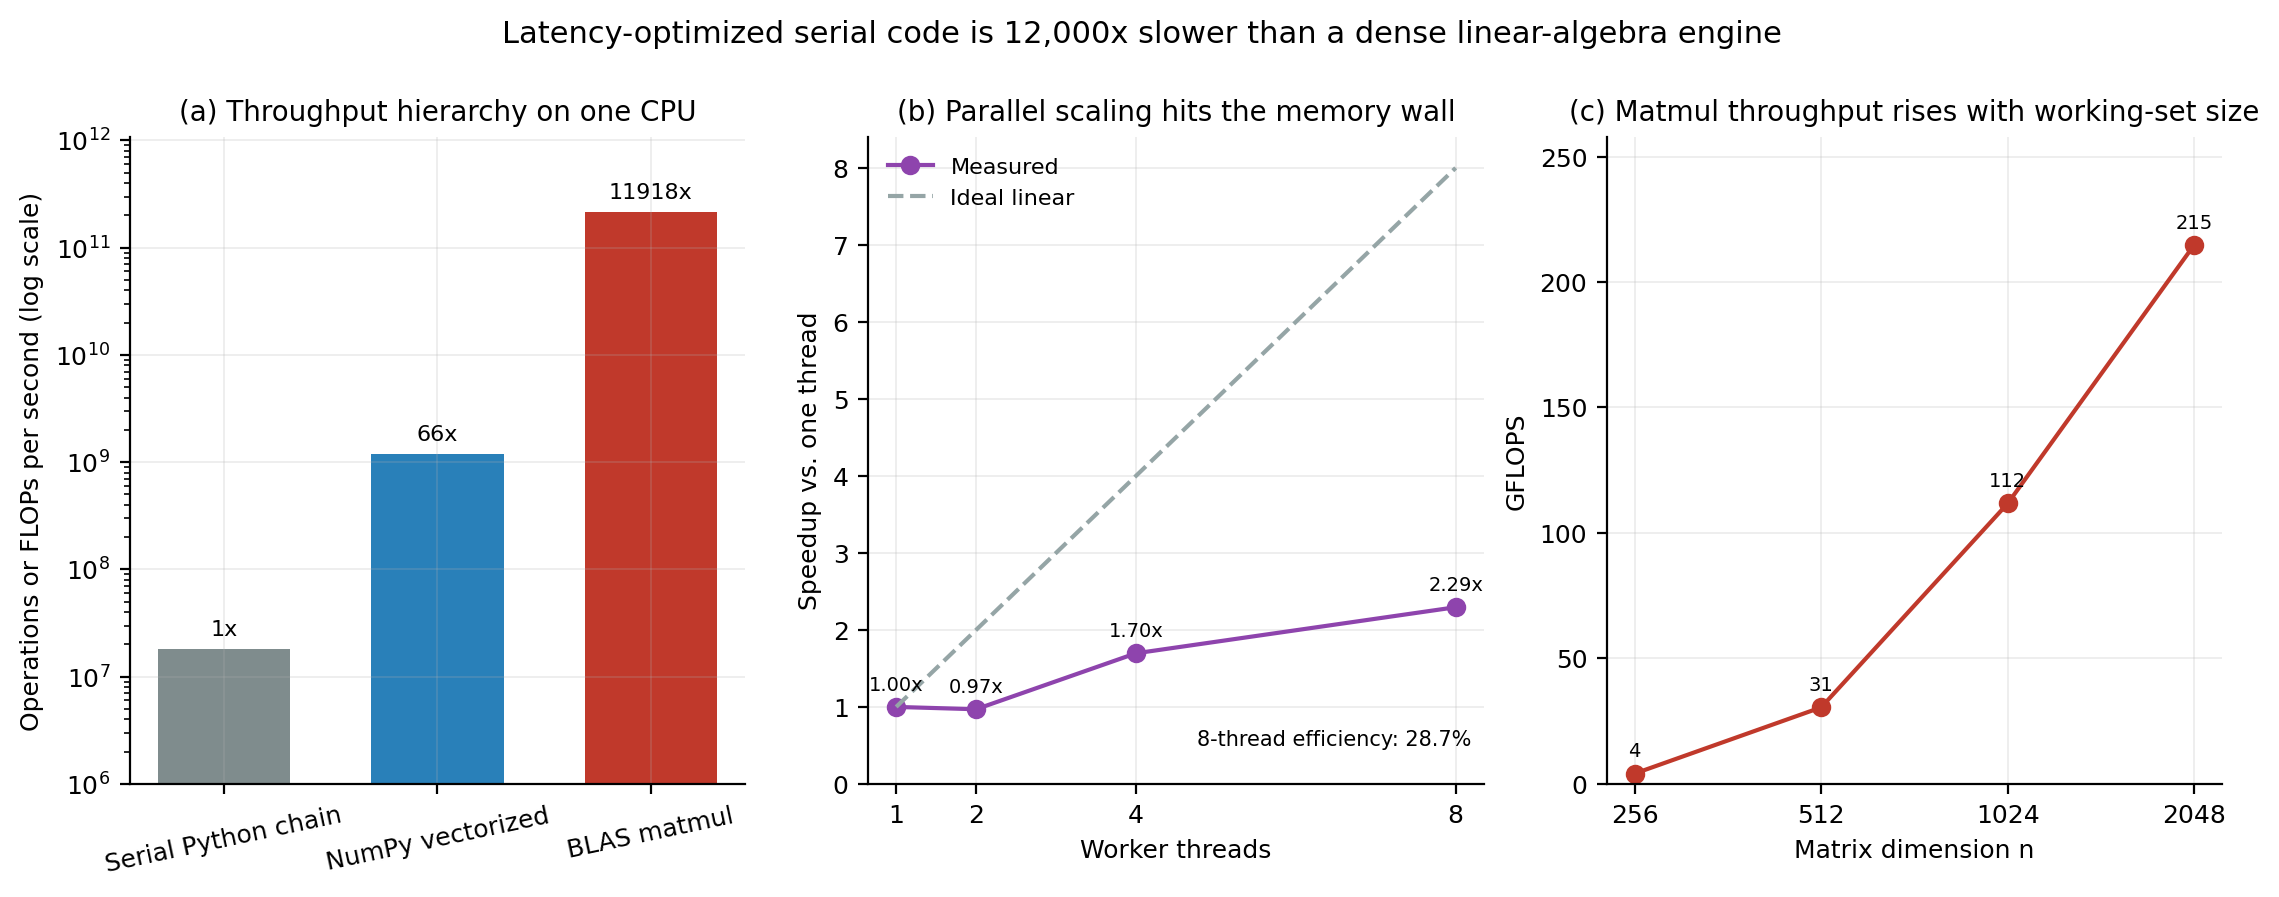 Latency-optimized serial code is 12,000x slower than a dense linear-algebra engine
(a) Throughput hierarchy on one CPU
Operations or FLOPs per second (log scale)
10^12
10^11
10^10
10^9
10^8
10^7
10^6
1x
66x
11918x
Serial Python chain
NumPy vectorized
BLAS matmul
(b) Parallel scaling hits the memory wall
Speedup vs. one thread
8
7
6
5
4
3
2
1
0
Measured
Ideal linear
1.00x
0.97x
1.70x
2.29x
8-thread efficiency: 28.7%
1
2
4
8
Worker threads
(c) Matmul throughput rises with working-set size
GFLOPS
250
200
150
100
50
0
4
31
112
215
256
512
1024
2048
Matrix dimension n